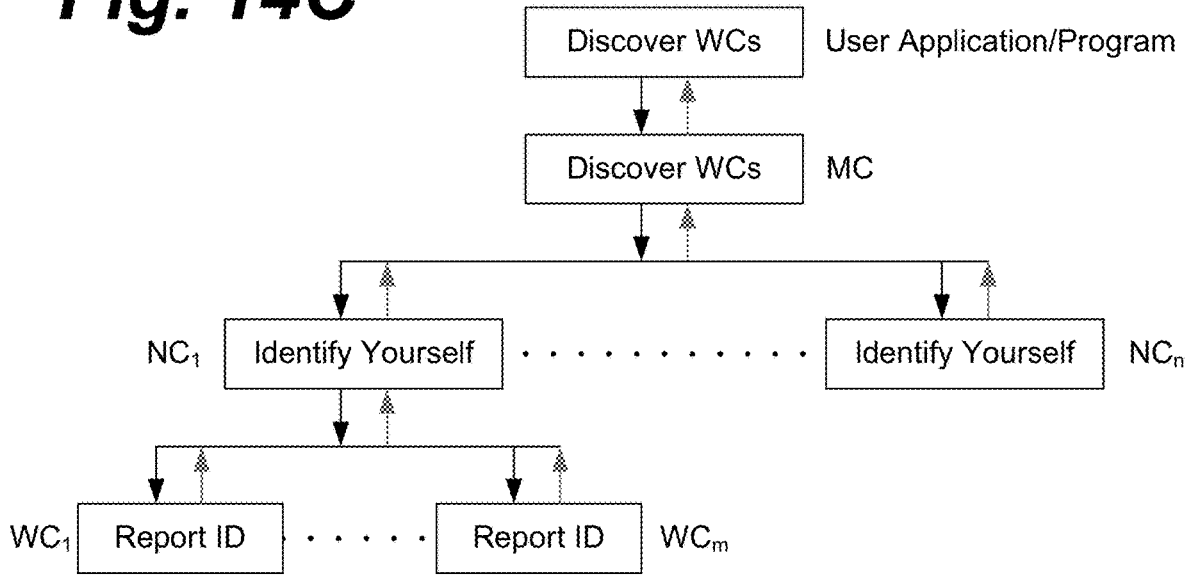 Fig. 14C
Discover WCs User Application/Program
Discover WCs MC
NC₁ Identify Yourself Identify Yourself NCₙ
WC₁ Report ID Report ID WCₘ